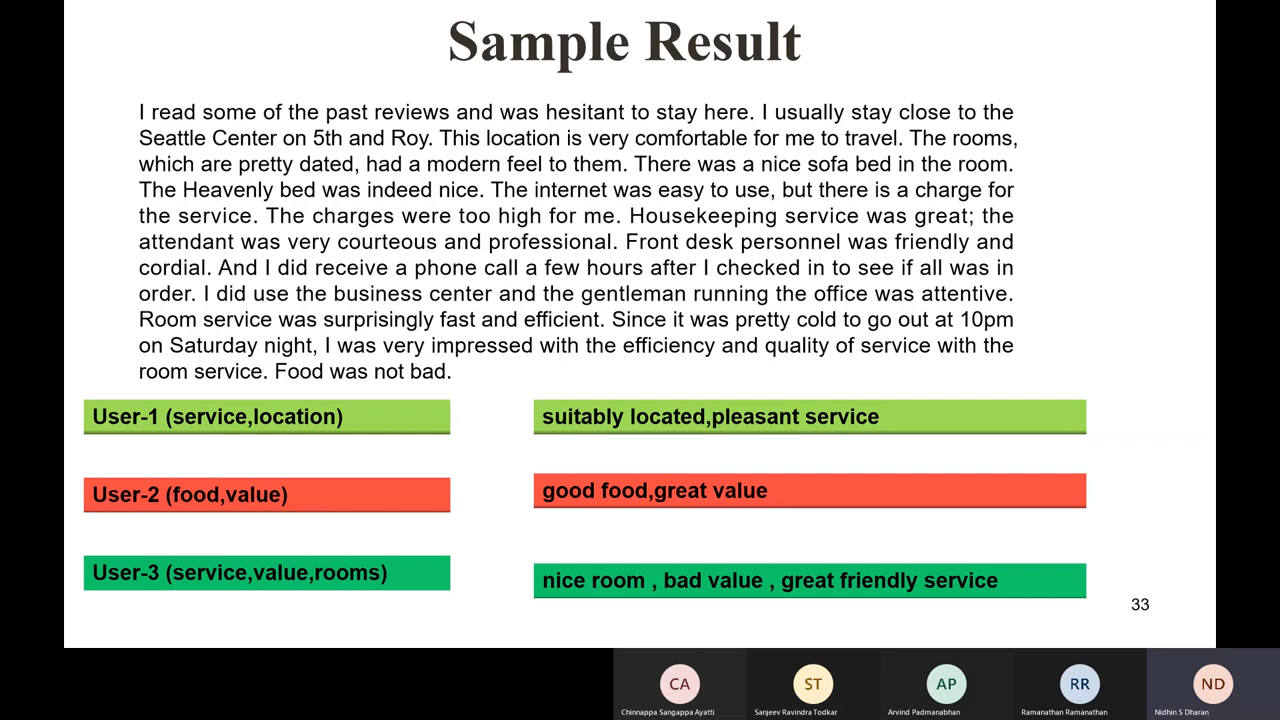 Sample Result
I read some of the past reviews and was hesitant to stay here. I usually stay close to the
Seattle Center on 5th and Roy. This location is very comfortable for me to travel. The rooms,
which are pretty dated, had a modern feel to them. There was a nice sofa bed in the room.
The Heavenly bed was indeed nice. The internet was easy to use, but there is a charge for
the service. The charges were too high for me. Housekeeping service was great; the
attendant was very courteous and professional. Front desk personnel was friendly and
cordial. And I did receive a phone call a few hours after I checked in to see if all was in
order. I did use the business center and the gentleman running the office was attentive.
Room service was surprisingly fast and efficient. Since it was pretty cold to go out at 10pm
on Saturday night, I was very impressed with the efficiency and quality of service with the
room service. Food was not bad.
User-1 (service,location)
suitably located,pleasant service
User-2 (food,value)
good food,great value
User-3 (service,value,rooms)
nice room , bad value , great friendly service
33
CA
ST
AP
RR
ND
Chinnappa Sangappa Ayatti
Sanjeev Ravindra Todkar
Arvind Padmanabhan
Ramanathan Ramanathan
Nidhin S Dharan